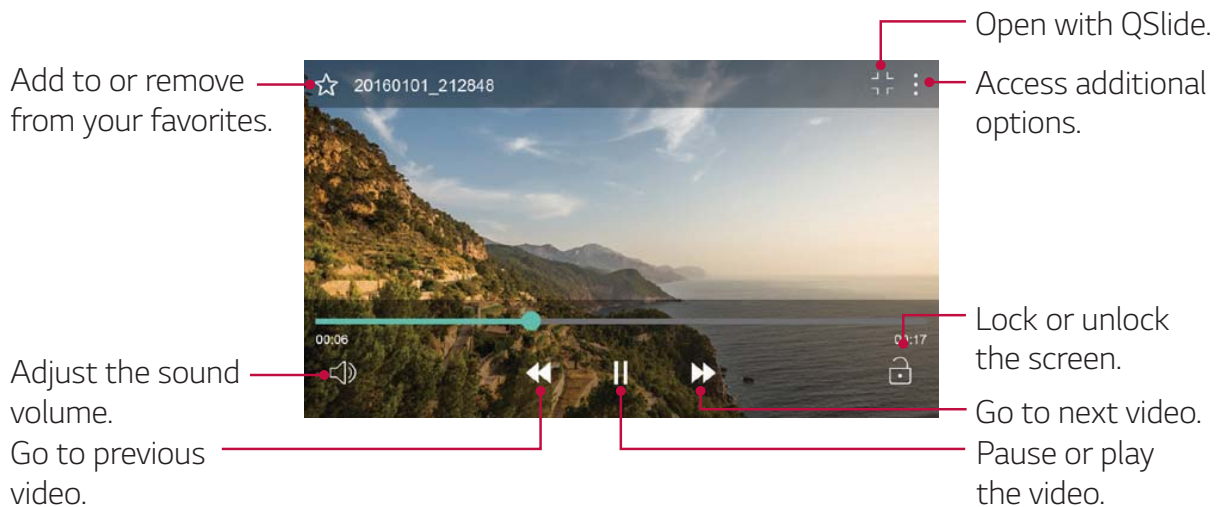 Open with QSlide.
Add to or remove
from your favorites.
20160101_212848
Access additional
options.
00:06
00:17
Lock or unlock
the screen.
Adjust the sound
volume.
Go to previous
video.
Go to next video.
Pause or play
the video.